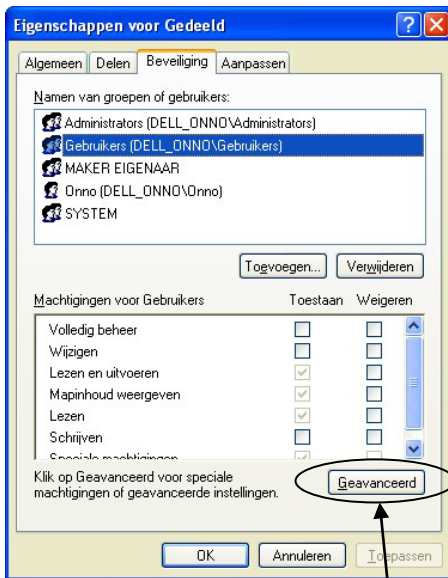 Eigenschappen voor Gedeeld
Algemeen Delen Beveiliging Aanpassen
Namen van groepen of gebruikers:
Administrators (DELL_ONNO\Administrators)
Gebruikers (DELL_ONNO\Gebruikers)
MAKER EIGENAAR
Onno (DELL_ONNO\Onno)
SYSTEM
Toevoegen... Verwijderen
Machtigingen voor Gebruikers Toestaan Weigeren
Volledig beheer
Wijzigen
Lezen en uitvoeren
Mapinhoud weergeven
Lezen
Schrijven
Speciale machtigingen
Klik op Geavanceerd voor speciale
machtigingen of geavanceerde instellingen.
Geavanceerd
OK Annuleren Toepassen